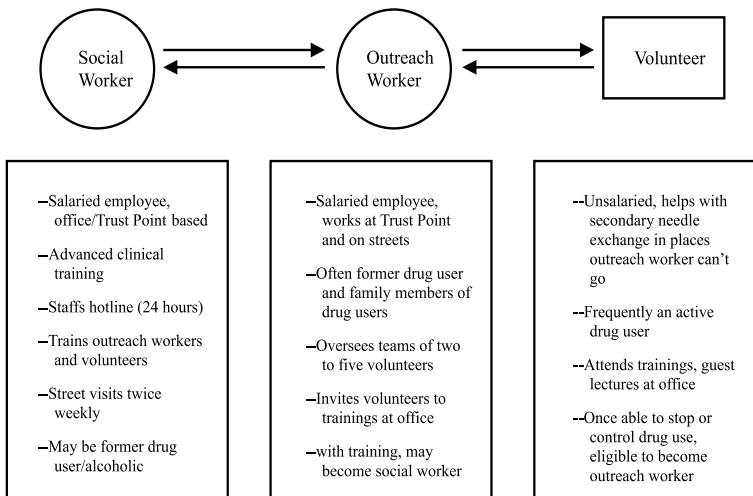 Social
Worker
Outreach
Worker
Volunteer
–Salaried employee,
office/Trust Point based
–Advanced clinical
training
–Staffs hotline (24 hours)
–Trains outreach workers
and volunteers
–Street visits twice
weekly
–May be former drug
user/alcoholic
–Salaried employee,
works at Trust Point
and on streets
–Often former drug user
and family members of
drug users
–Oversees teams of two
to five volunteers
–Invites volunteers to
trainings at office
–with training, may
become social worker
--Unsalaried, helps with
secondary needle
exchange in places
outreach worker can’t
go
--Frequently an active
drug user
--Attends trainings, guest
lectures at office
--Once able to stop or
control drug use,
eligible to become
outreach worker